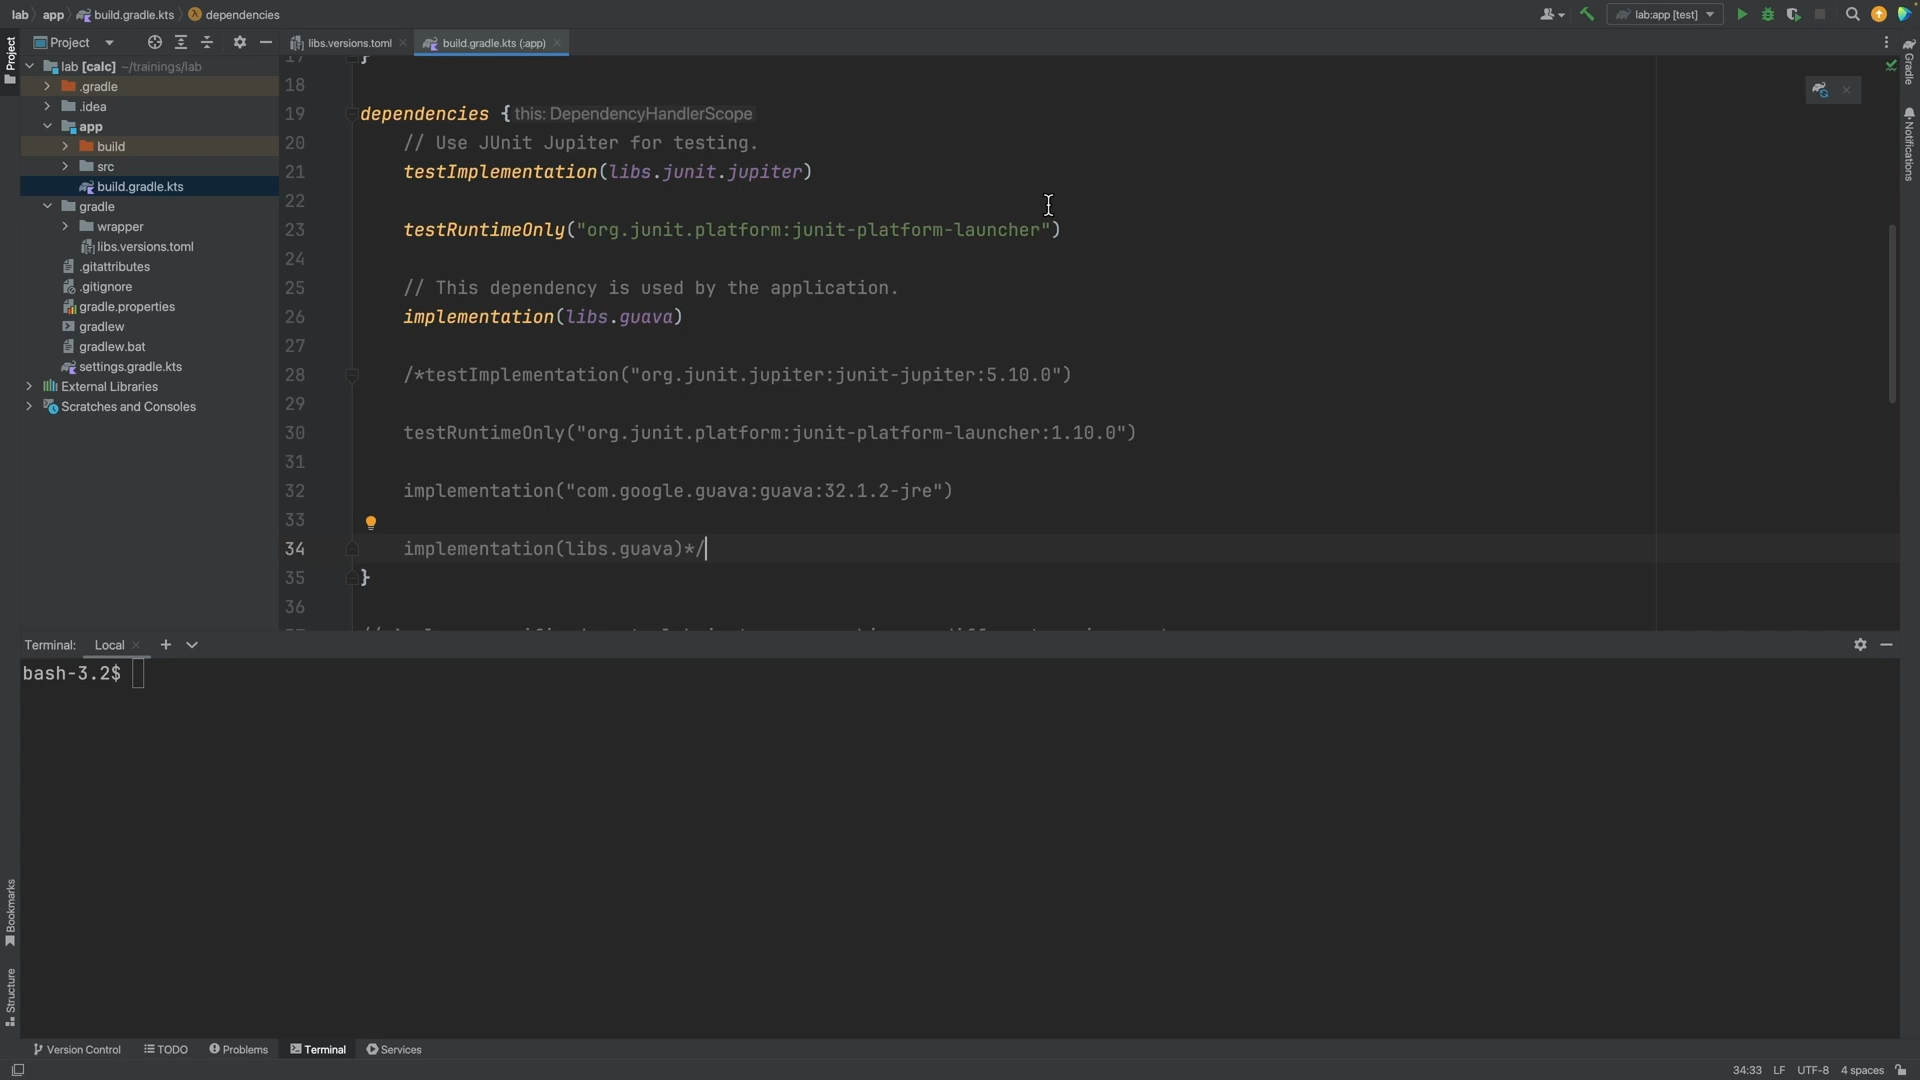 lab app build.gradle.kts dependencies
lab:app [test]
Project
libs.versions.toml
build.gradle.kts (:app)
Project
lab [calc] ~/trainings/lab
.gradle
.idea
app
build
src
build.gradle.kts
gradle
wrapper
libs.versions.toml
.gitattributes
.gitignore
gradle.properties
gradlew
gradlew.bat
settings.gradle.kts
External Libraries
Scratches and Consoles
17 }
18
19 dependencies { this: DependencyHandlerScope
20 // Use JUnit Jupiter for testing.
21 testImplementation(libs.junit.jupiter)
22
23 testRuntimeOnly("org.junit.platform:junit-platform-launcher")
24
25 // This dependency is used by the application.
26 implementation(libs.guava)
27
28 /*testImplementation("org.junit.jupiter:junit-jupiter:5.10.0")
29
30 testRuntimeOnly("org.junit.platform:junit-platform-launcher:1.10.0")
31
32 implementation("com.google.guava:guava:32.1.2-jre")
33
34 implementation(libs.guava)*/
35 }
36
Gradle
Notifications
Terminal: Local
bash-3.2$
Bookmarks
Structure
Version Control
TODO
Problems
Terminal
Services
34:33 LF UTF-8 4 spaces